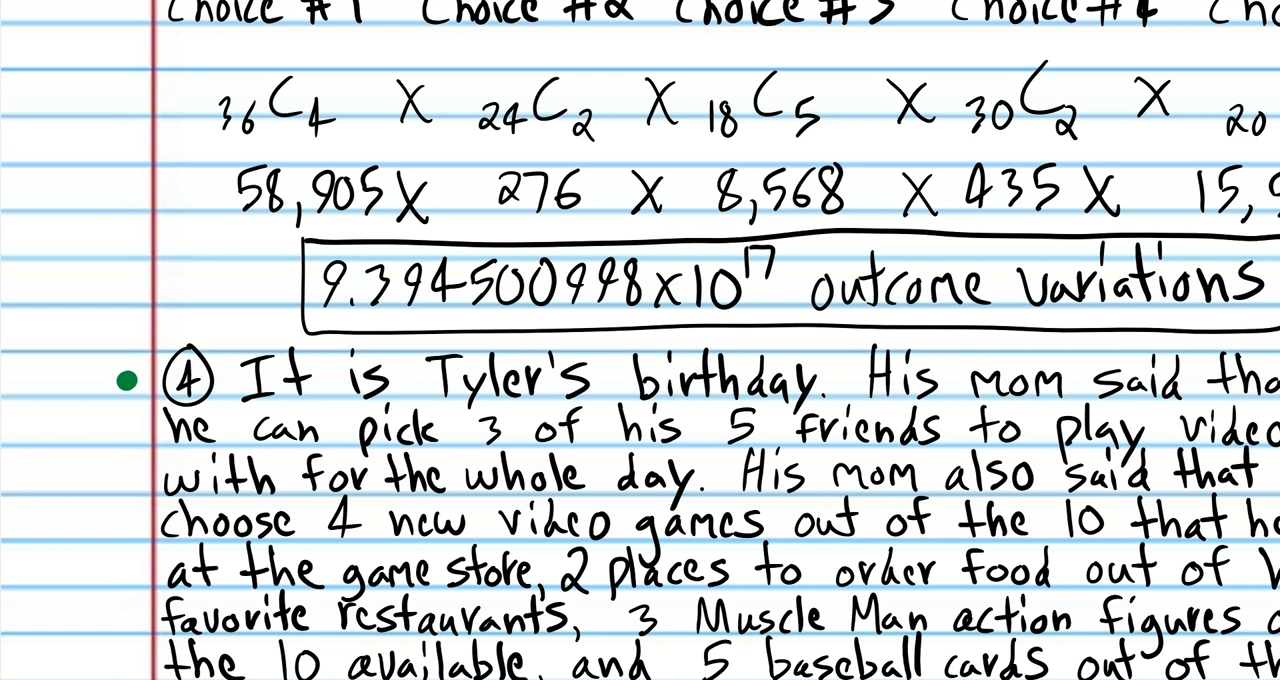 Choice #1 Choice #2 Choice #3 Choice #4
36C4 X 24C2 X 18C5 X 30C2 X 20
58,905 X 276 X 8,568 X 435 X 15,
9.394500998x10^17 outcome variations
④ It is Tyler's birthday. His mom said
he can pick 3 of his 5 friends to play video
with for the whole day. His mom also said that
choose 4 new video games out of the 10 that
at the game store, 2 places to order food out of
favorite restaurants, 3 Muscle Man action figures
the 10 available, and 5 baseball cards out of